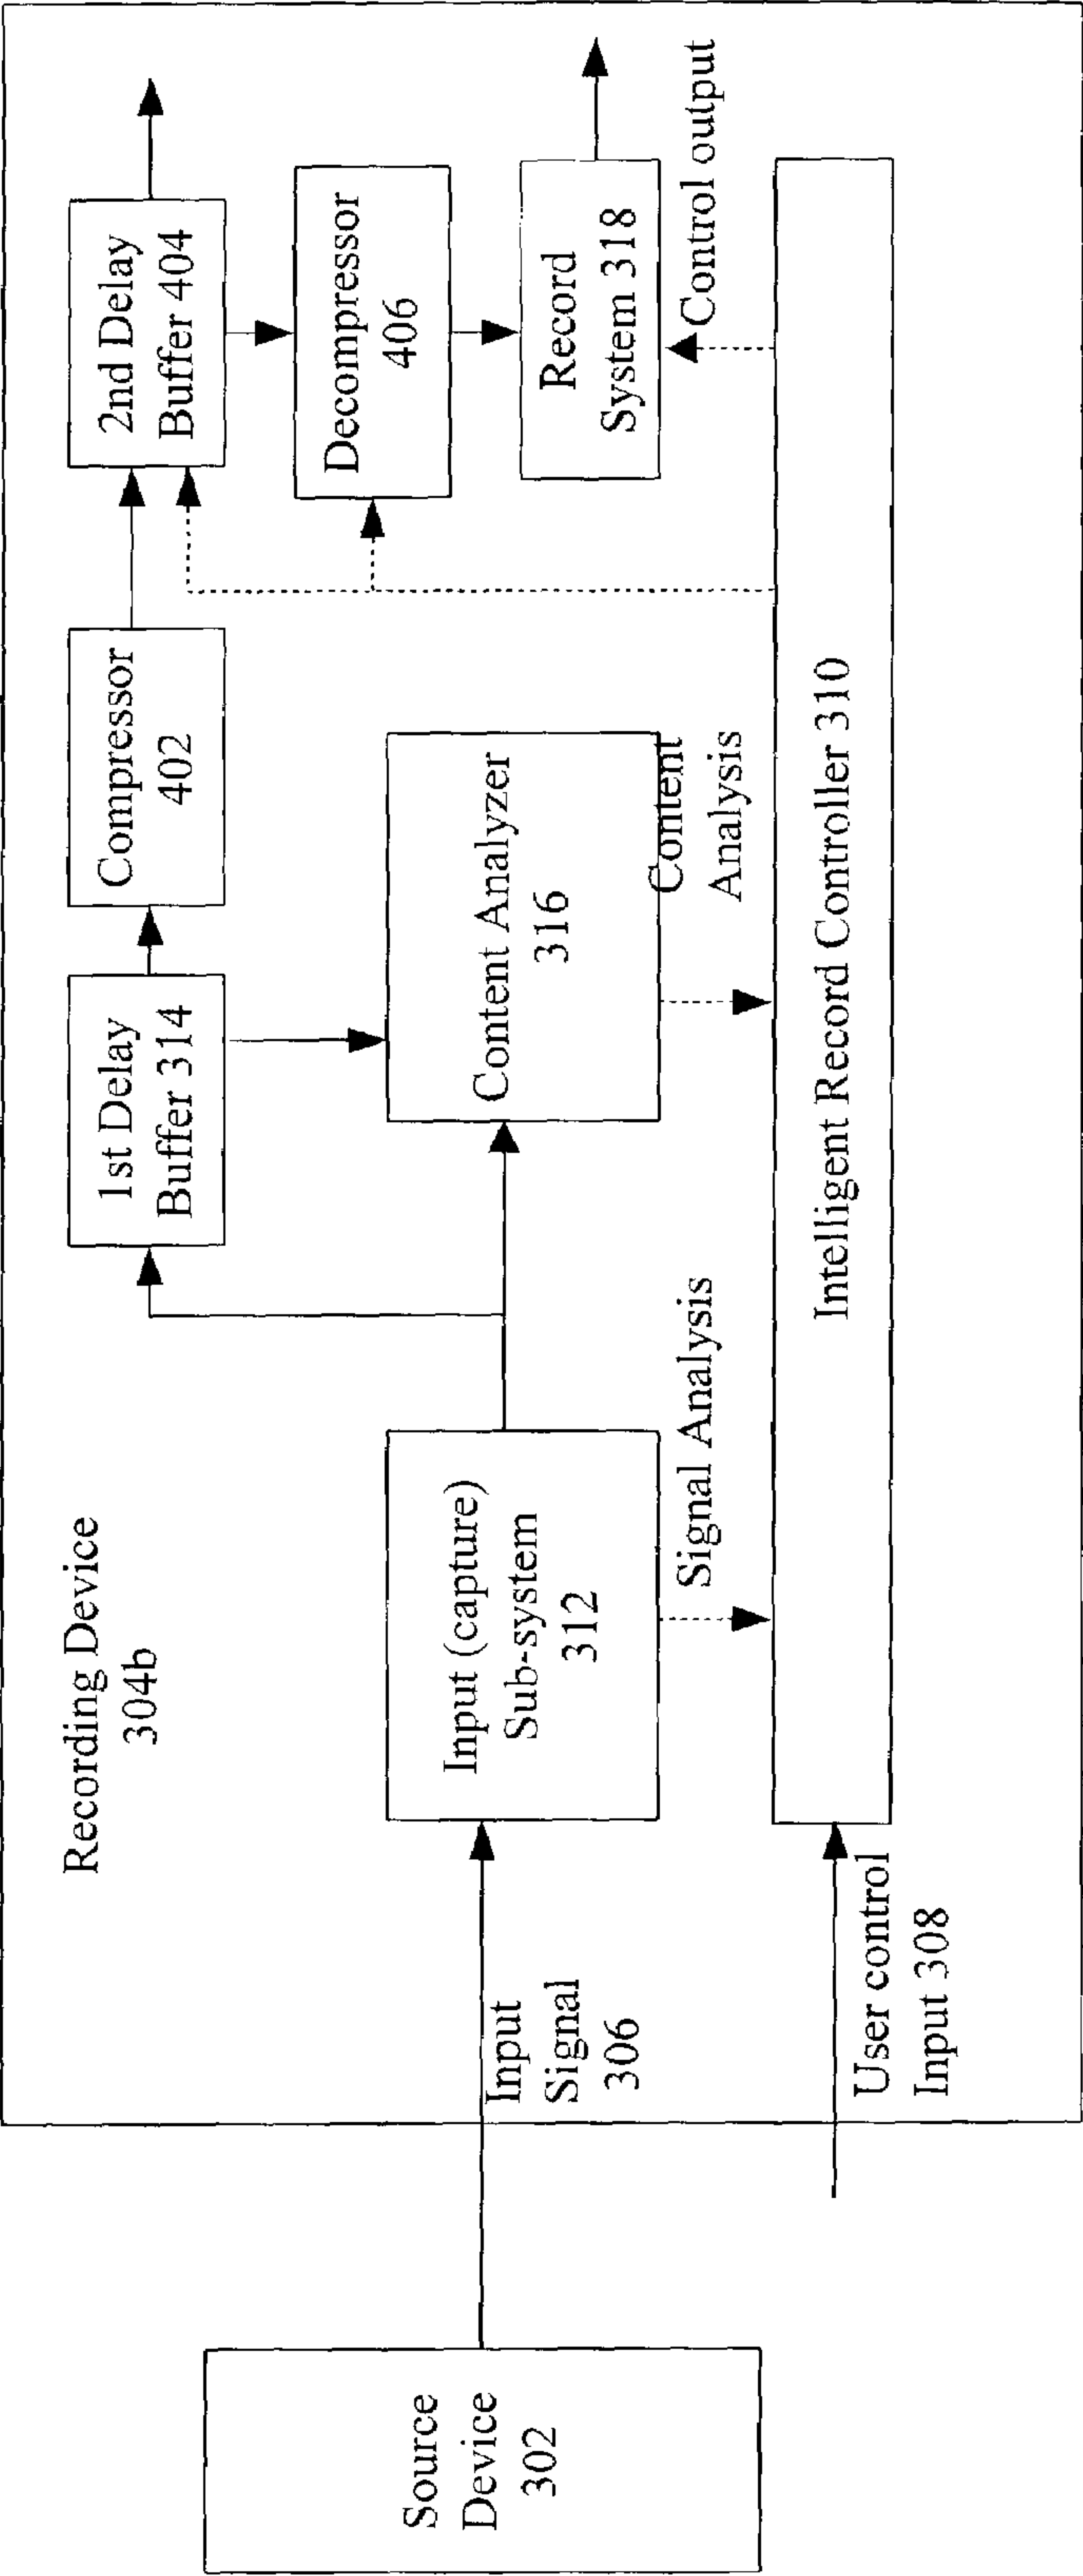 Recording Device
304b
1st Delay
Buffer 314
Compressor
402
2nd Delay
Buffer 404
Decompressor
406
Source
Device
302
Input
Signal
306
Input (capture)
Sub-system
312
Content Analyzer
316
Record
System 318
Signal Analysis
Content
Analysis
Control output
User control
Input 308
Intelligent Record Controller 310